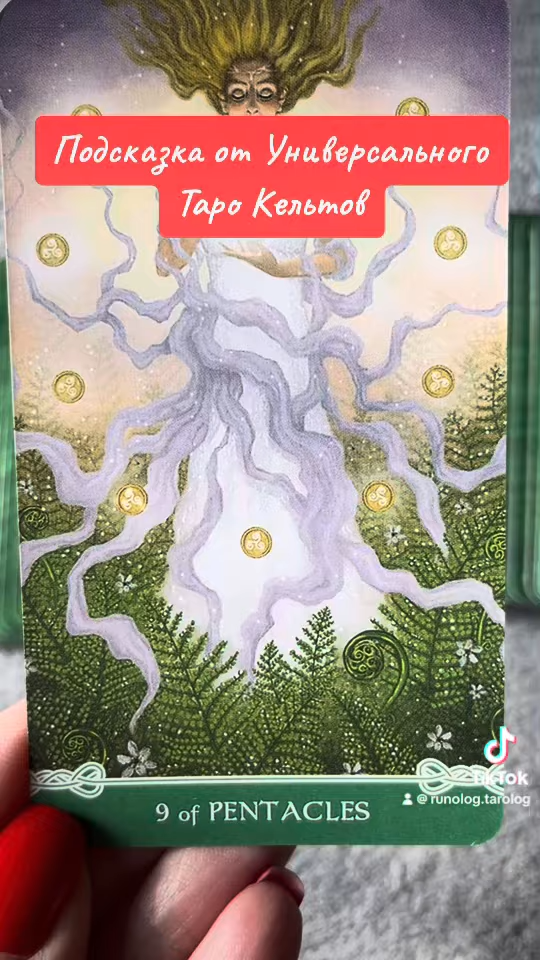 Подсказка от Универсального
Таро Кельтов
9 of PENTACLES
TikTok
@ runolog.tarolog